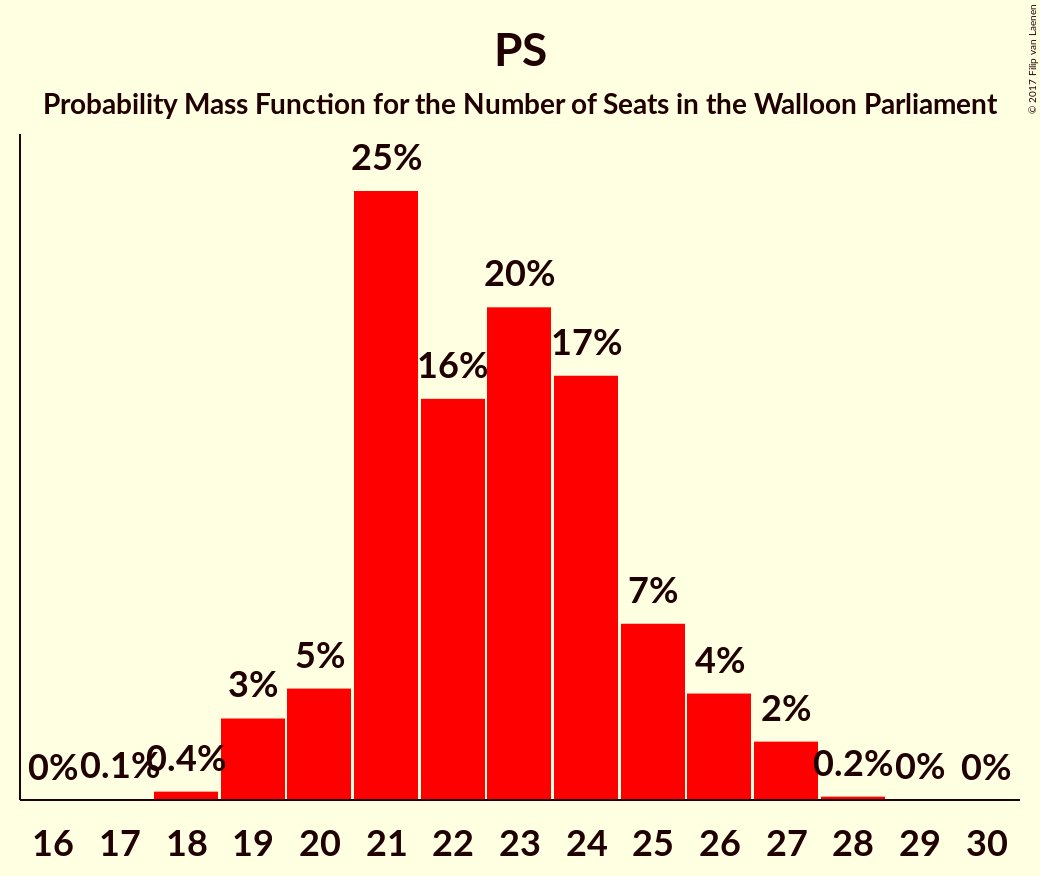 PS
Probability Mass Function for the Number of Seats in the Walloon Parliament
© 2017 Filip van Laenen
0% 0.1% 0.4% 3% 5% 25% 16% 20% 17% 7% 4% 2% 0.2% 0% 0%
16 17 18 19 20 21 22 23 24 25 26 27 28 29 30